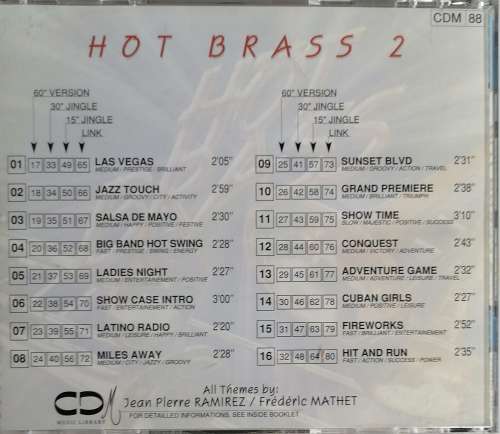 CDM 88
HOT BRASS 2
60" VERSION
30" JINGLE
15" JINGLE
LINK
01 17 33 49 65 LAS VEGAS 2'05"
MEDIUM / PRESTIGE / BRILLIANT
02 18 34 50 66 JAZZ TOUCH 2'59"
MEDIUM / GROOVY / CITY / ACTIVITY
03 19 35 51 67 SALSA DE MAYO 2'30"
MEDIUM / HAPPY / POSITIVE / FESTIVE
04 20 36 52 68 BIG BAND HOT SWING 2'28"
FAST / PRESTIGE / SWING / ENERGY
05 21 37 53 69 LADIES NIGHT 2'27"
MEDIUM / ENTERTAINEMENT / POSITIVE
06 22 38 54 70 SHOW CASE INTRO 3'00"
FAST / ENTERTAINEMENT / ACTION
07 23 39 55 71 LATINO RADIO 2'20"
MEDIUM / LEISURE / HAPPY / BRILLIANT
08 24 40 56 72 MILES AWAY 2'28"
MEDIUM / CITY / JAZZY / GROOVY
60" VERSION
30" JINGLE
15" JINGLE
LINK
09 25 41 57 73 SUNSET BLVD 2'31"
MEDIUM / GROOVY / ACTION / TRAVEL
10 26 42 58 74 GRAND PREMIERE 2'38"
MEDIUM / BRILLIANT / TRIUMPH
11 27 43 59 75 SHOW TIME 3'10"
SLOW / MAJESTIC / POSITIVE / SUCCESS
12 28 44 60 76 CONQUEST 2'43"
MEDIUM / VICTORY / ADVENTURE
13 29 45 61 77 ADVENTURE GAME 2'32"
MEDIUM / ADVENTURE / LEISURE / TRAVEL
14 30 46 62 78 CUBAN GIRLS 2'27"
MEDIUM / POSITIVE / LEISURE
15 31 47 63 79 FIREWORKS 2'52"
FAST / BRILLIANT / ENTERTAINEMENT
16 32 48 64 80 HIT AND RUN 2'35"
FAST / ACTION / SUCCESS / POWER
All Themes by:
Jean Pierre RAMIREZ / Frédéric MATHET
FOR DETAILLED INFORMATIONS, SEE INSIDE BOOKLET
CDM
MUSIC LIBRARY